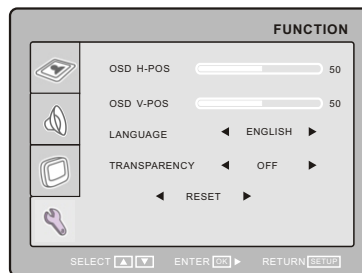 FUNCTION
OSD H-POS 50
OSD V-POS 50
LANGUAGE ◀ ENGLISH ▶
TRANSPARENCY ◀ OFF ▶
◀ RESET ▶
SELECT ▲ ▼ ENTER OK ▶ RETURN SETUP